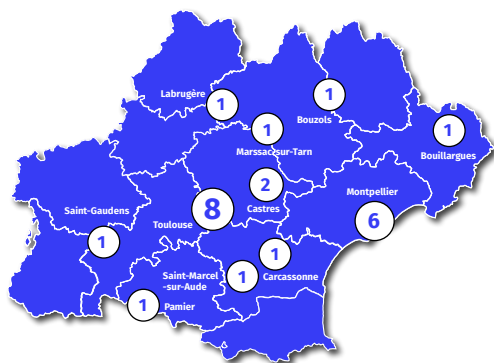 Labrugère
1
1
Bouzols
1
Marssac-sur-Tarn
1
Bouillargues
2
Castres
Montpellier
6
Saint-Gaudens
1
Toulouse
8
1
Carcassonne
Saint-Marcel
-sur-Aude
1
1
Pamier